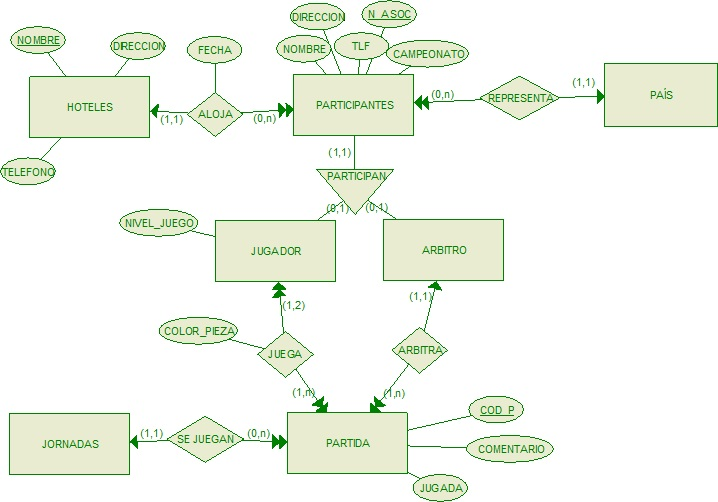 DIRECCION
N_ASOC
NOMBRE
DIRECCION
FECHA
NOMBRE
TLF
CAMPEONATO
HOTELES
(1,1)
ALOJA
(0,n)
PARTICIPANTES
(0,n)
REPRESENTA
(1,1)
PAÍS
TELEFONO
(1,1)
PARTICIPAN
(0,1)
(0,1)
NIVEL_JUEGO
JUGADOR
ARBITRO
(1,2)
(1,1)
COLOR_PIEZA
JUEGA
ARBITRA
(1,n)
(1,n)
COD_P
JORNADAS
(1,1)
SE JUEGAN
(0,n)
PARTIDA
COMENTARIO
JUGADA